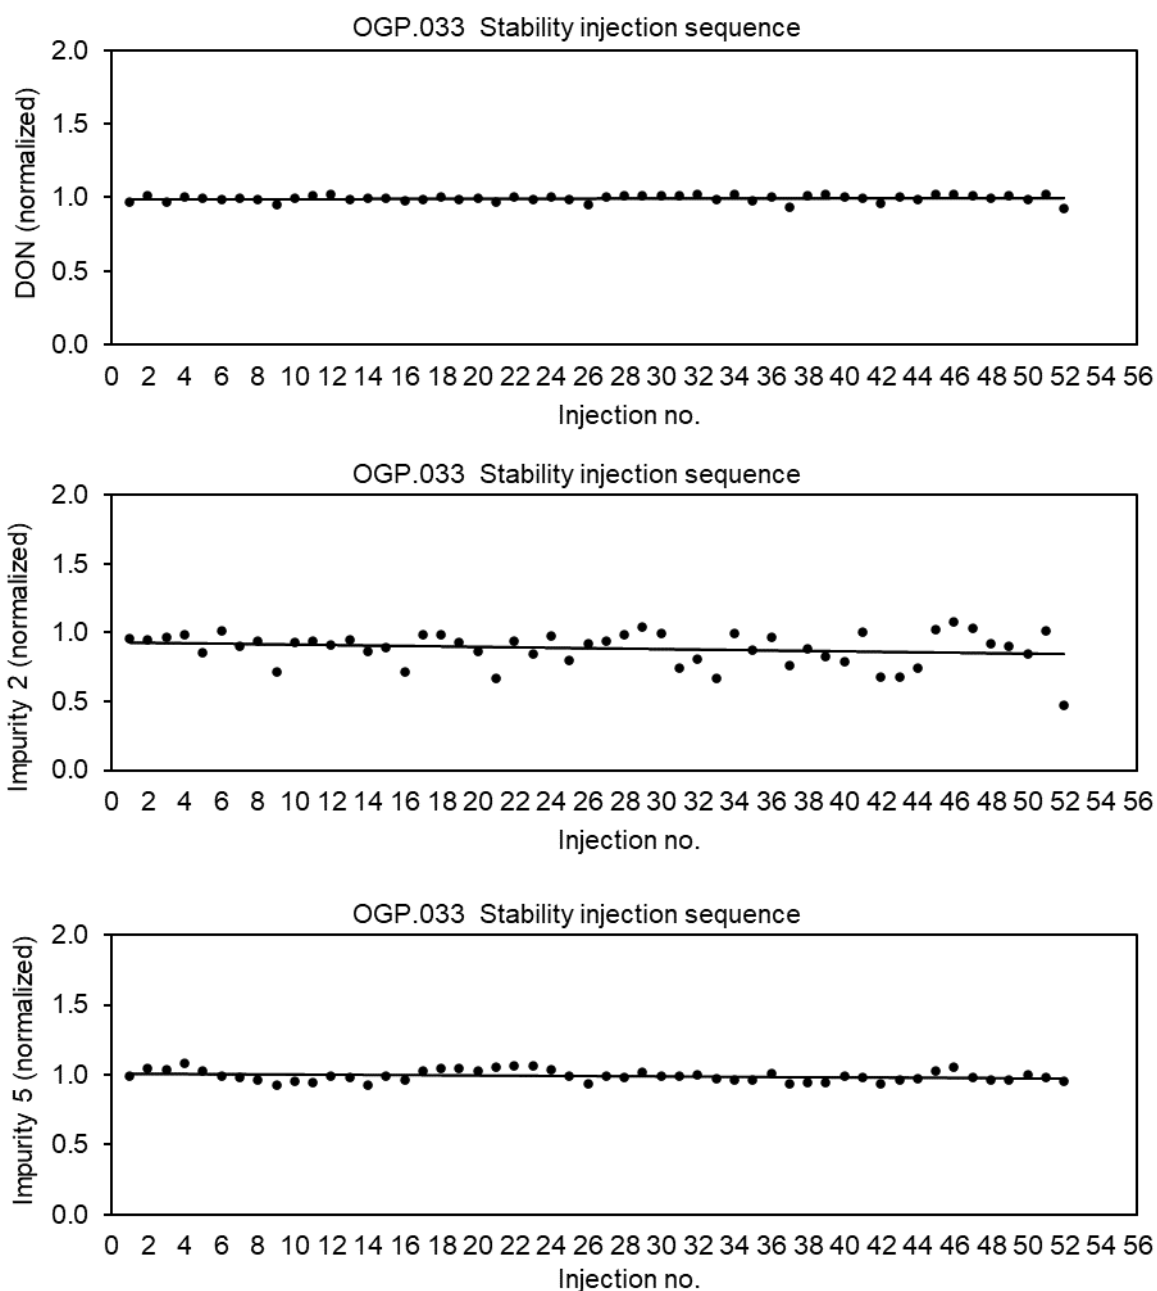 OGP.033 Stability injection sequence
DON (normalized)
2.0
1.5
1.0
0.5
0.0
0 2 4 6 8 10 12 14 16 18 20 22 24 26 28 30 32 34 36 38 40 42 44 46 48 50 52 54 56
Injection no.
OGP.033 Stability injection sequence
Impurity 2 (normalized)
2.0
1.5
1.0
0.5
0.0
0 2 4 6 8 10 12 14 16 18 20 22 24 26 28 30 32 34 36 38 40 42 44 46 48 50 52 54 56
Injection no.
OGP.033 Stability injection sequence
Impurity 5 (normalized)
2.0
1.5
1.0
0.5
0.0
0 2 4 6 8 10 12 14 16 18 20 22 24 26 28 30 32 34 36 38 40 42 44 46 48 50 52 54 56
Injection no.